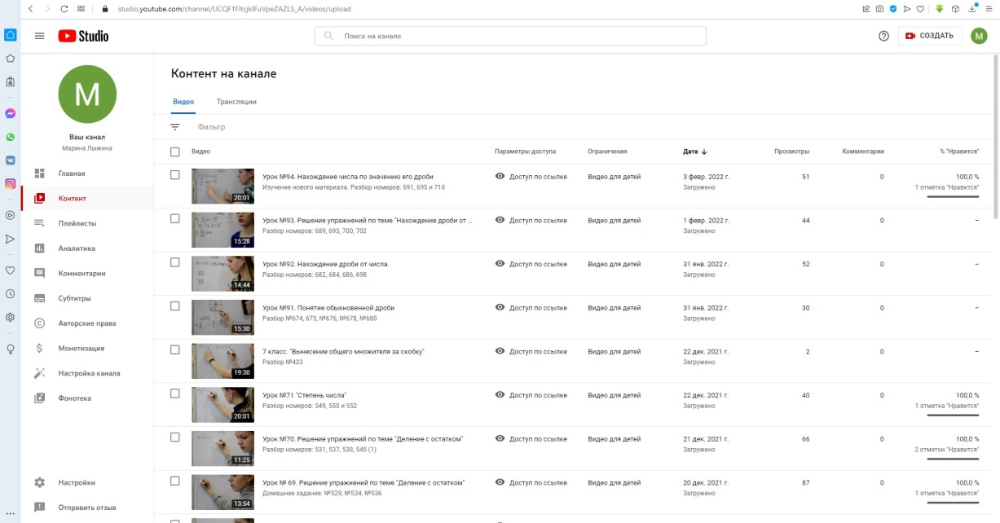 studio.youtube.com/channel/UCQF1FItcjkIFuVpeZAZLS_A/videos/upload
Studio
Поиск на канале
СОЗДАТЬ
M
M
Ваш канал
Марина Лыжина
Главная
Контент
Плейлисты
Аналитика
Комментарии
Субтитры
Авторские права
Монетизация
Настройка канала
Фонотека
Настройки
Отправить отзыв
Контент на канале
Видео Трансляции
Фильтр
Видео Параметры доступа Ограничения Дата Просмотры Комментарии % "Нравится"
20:01 Урок №94. Нахождение числа по значению его дроби Доступ по ссылке Видео для детей 3 февр. 2022 г. 51 0 100,0 %
Изучение нового материала. Разбор номеров: 691, 695 и 710 Загружено 1 отметка "Нравится"
15:28 Урок №93. Решение упражнений по теме "Нахождение дроби от ... Доступ по ссылке Видео для детей 1 февр. 2022 г. 44 0 –
Разбор номеров: 689, 693, 700, 702 Загружено
14:44 Урок №92. Нахождение дроби от числа. Доступ по ссылке Видео для детей 31 янв. 2022 г. 52 0 –
Разбор номеров: 682, 684, 686, 698 Загружено
15:30 Урок №91. Понятие обыкновенной дроби Доступ по ссылке Видео для детей 31 янв. 2022 г. 30 0 –
Разбор №674, 675, №676, №678, №680 Загружено
19:30 7 класс. "Вынесение общего множителя за скобку" Доступ по ссылке Видео для детей 22 дек. 2021 г. 2 0 –
Разбор №433 Загружено
20:01 Урок №71 "Степень числа" Доступ по ссылке Видео для детей 22 дек. 2021 г. 40 0 100,0 %
Разбор номеров: 549, 550 и 552 Загружено 1 отметка "Нравится"
11:25 Урок №70. Решение упражнений по теме "Деление с остатком" Доступ по ссылке Видео для детей 21 дек. 2021 г. 66 0 100,0 %
Разбор номеров: 531, 537, 538, 545 (1) Загружено 2 отметки "Нравится"
13:54 Урок № 69. Решение упражнений по теме "Деление с остатком" Доступ по ссылке Видео для детей 20 дек. 2021 г. 87 0 100,0 %
Домашнее задание: №529, №534, №536 Загружено 1 отметка "Нравится"